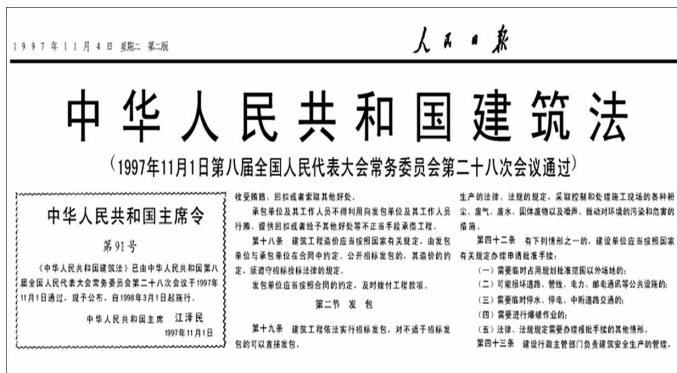 1997年11月4日 星期二 第二版
人民日报
中华人民共和国建筑法
（1997年11月1日第八届全国人民代表大会常务委员会第二十八次会议通过）
中华人民共和国主席令
第91号
《中华人民共和国建筑法》已由中华人民共和国第八
届全国人民代表大会常务委员会第二十八次会议于1997年
11月1日通过，现予公布，自1998年3月1日起施行。
中华人民共和国主席 江泽民
1997年11月1日
收受贿赂、回扣或者索取其他好处。
承包单位及其工作人员不得利用向发包单位及其工作人员
行贿、提供回扣或者给予其他好处等不正当手段承揽工程。
第十八条 建筑工程造价应当按照国家有关规定，由发包
单位与承包单位在合同中约定。公开招标发包的，其造价的约
定，须遵守招标投标法律的规定。
发包单位应当按照合同的约定，及时拨付工程款项。
第二节 发包
第十九条 建筑工程依法实行招标发包，对不适于招标发
包的可以直接发包。
生产的法律、法规的规定，采取控制和处理施工现场的各种粉
尘、废气、废水、固体废物以及噪声、振动对环境的污染和危害的
措施。
第四十二条 有下列情形之一的，建设单位应当按照国家
有关规定办理申请批准手续：
（一）需要临时占用规划批准范围以外场地的；
（二）可能损坏道路、管线、电力、邮电通讯等公共设施的；
（三）需要临时停水、停电、中断道路交通的；
（四）需要进行爆破作业的；
（五）法律、法规规定需要办理报批手续的其他情形。
第四十三条 建设行政主管部门负责建筑安全生产的管理，